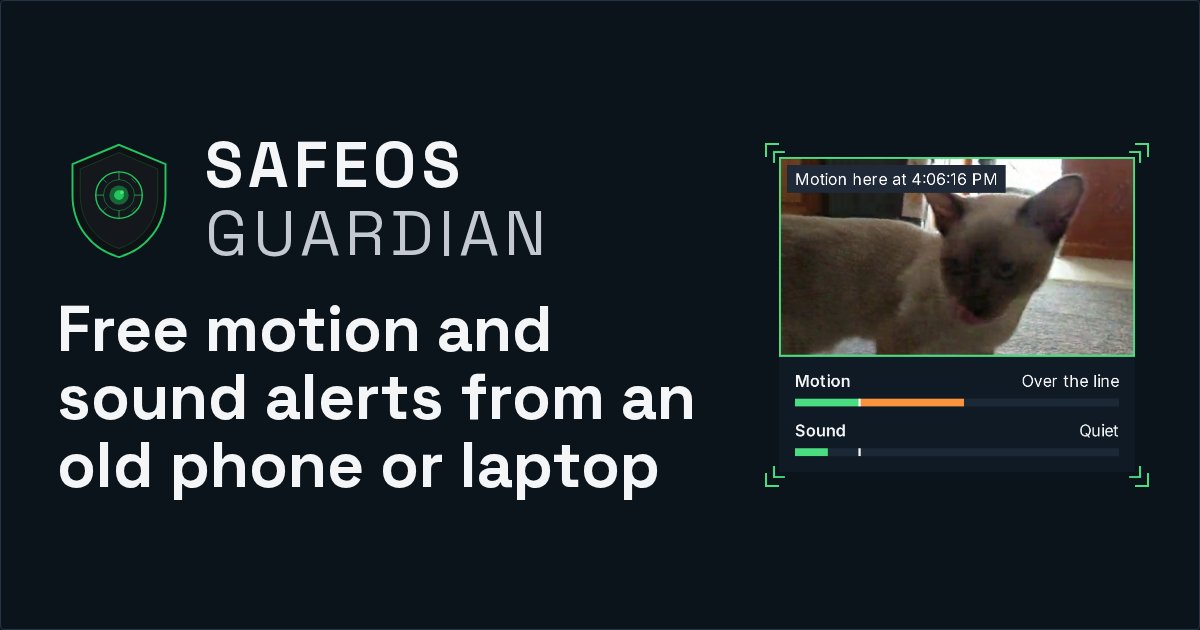 SAFEOS
GUARDIAN
Free motion and
sound alerts from an
old phone or laptop
Motion here at 4:06:16 PM
Motion Over the line
Sound Quiet